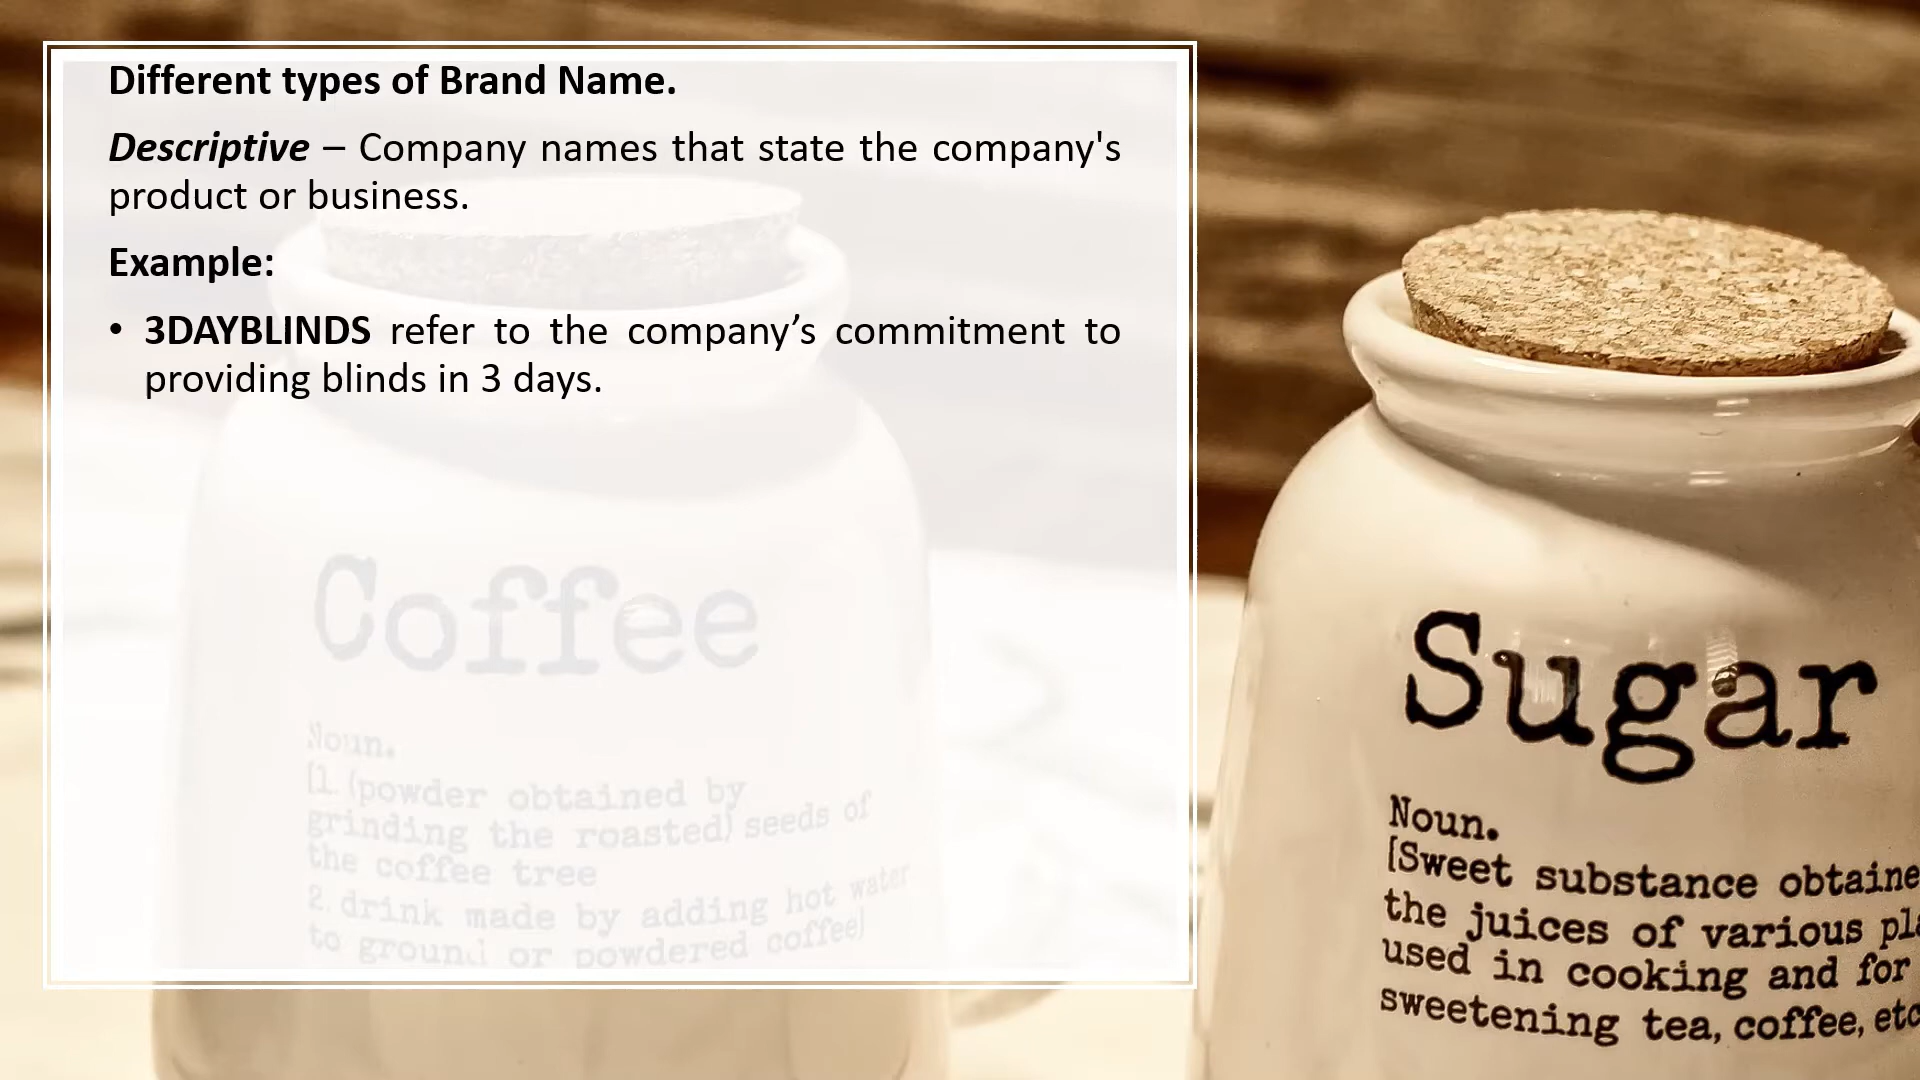 Different types of Brand Name.
Descriptive – Company names that state the company's
product or business.
Example:
• 3DAYBLINDS refer to the company’s commitment to
providing blinds in 3 days.
Coffee
Noun.
[1. (powder obtained by
grinding the roasted) seeds of
the coffee tree
2. drink made by adding hot water
to ground or powdered coffee]
Sugar
Noun.
[Sweet substance obtaine
the juices of various pla
used in cooking and for
sweetening tea, coffee, etc